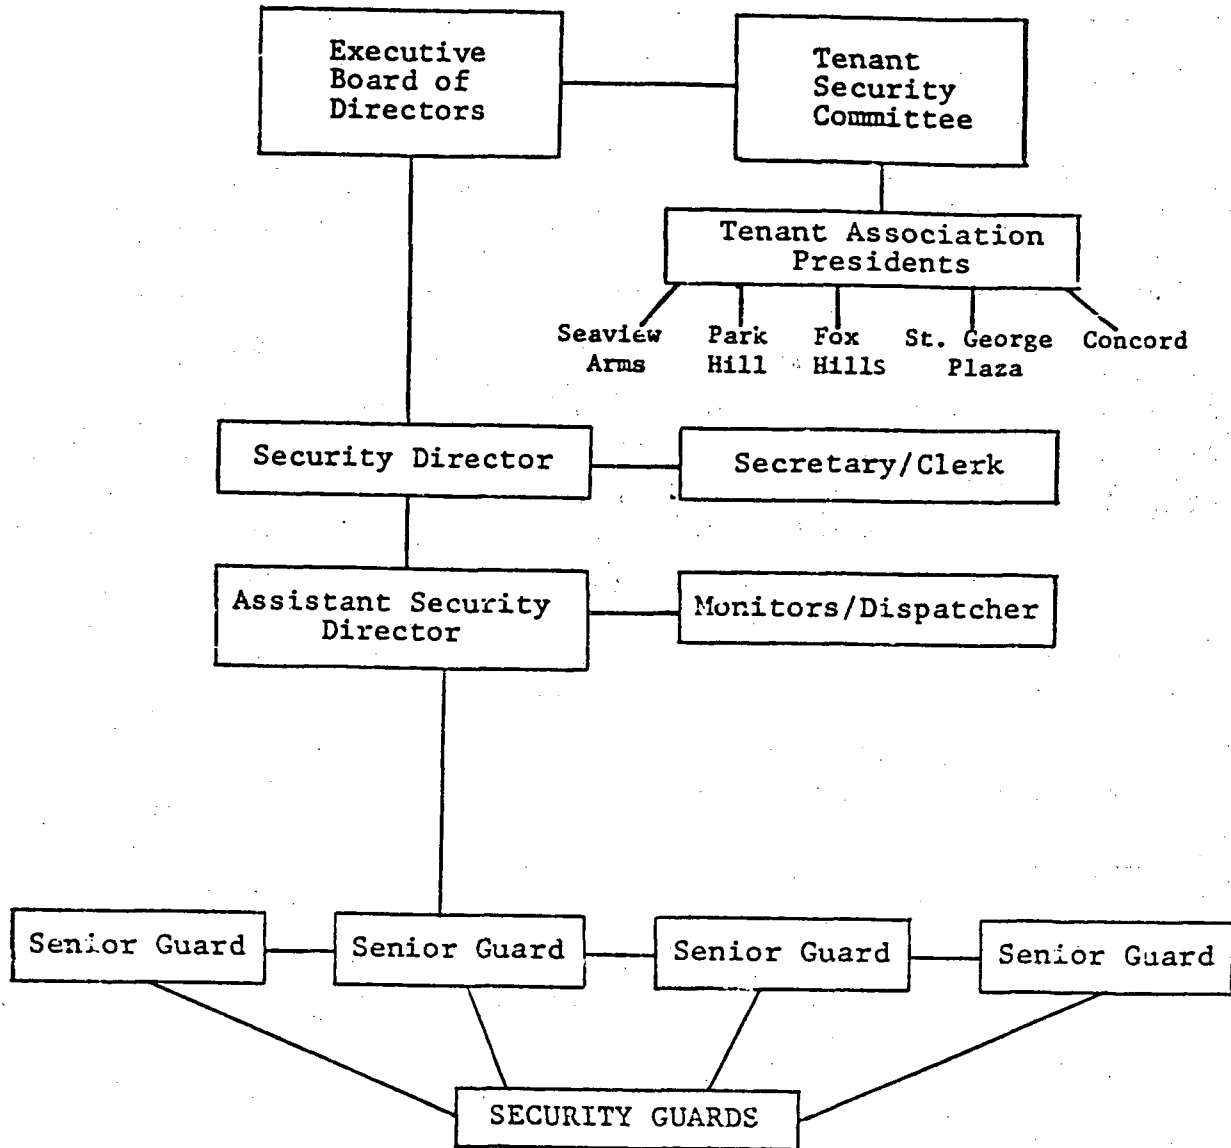 Executive
Board of
Directors
Tenant
Security
Committee
Tenant Association
Presidents
Seaview
Arms
Park
Hill
Fox
Hills
St. George
Plaza
Concord
Security Director
Secretary/Clerk
Assistant Security
Director
Monitors/Dispatcher
Senior Guard
Senior Guard
Senior Guard
Senior Guard
SECURITY GUARDS